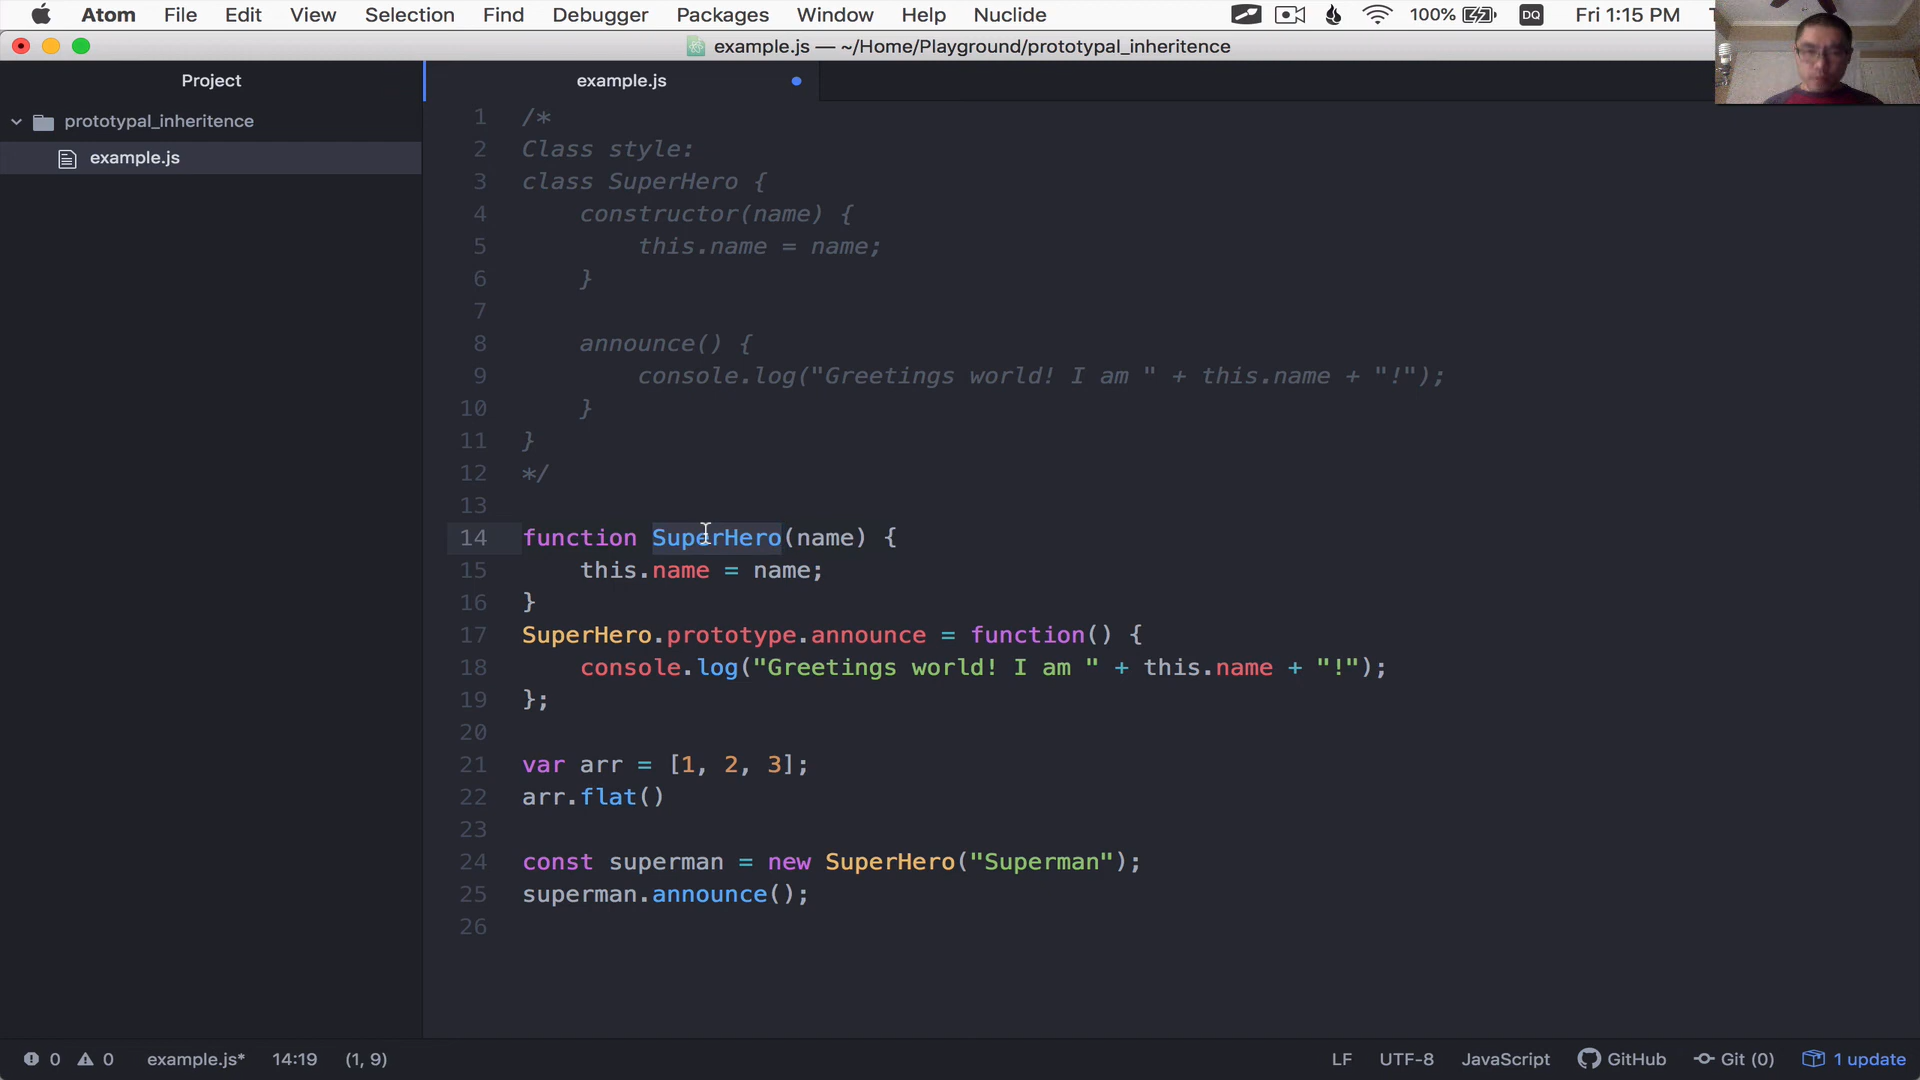 Atom File Edit View Selection Find Debugger Packages Window Help Nuclide 100% DQ Fri 1:15 PM
example.js — ~/Home/Playground/prototypal_inheritence
Project
example.js
prototypal_inheritence
example.js
1 /*
2 Class style:
3 class SuperHero {
4 constructor(name) {
5 this.name = name;
6 }
7
8 announce() {
9 console.log("Greetings world! I am " + this.name + "!");
10 }
11 }
12 */
13
14 function SuperHero(name) {
15 this.name = name;
16 }
17 SuperHero.prototype.announce = function() {
18 console.log("Greetings world! I am " + this.name + "!");
19 };
20
21 var arr = [1, 2, 3];
22 arr.flat()
23
24 const superman = new SuperHero("Superman");
25 superman.announce();
26
0 0 example.js* 14:19 (1, 9) LF UTF-8 JavaScript GitHub Git (0) 1 update